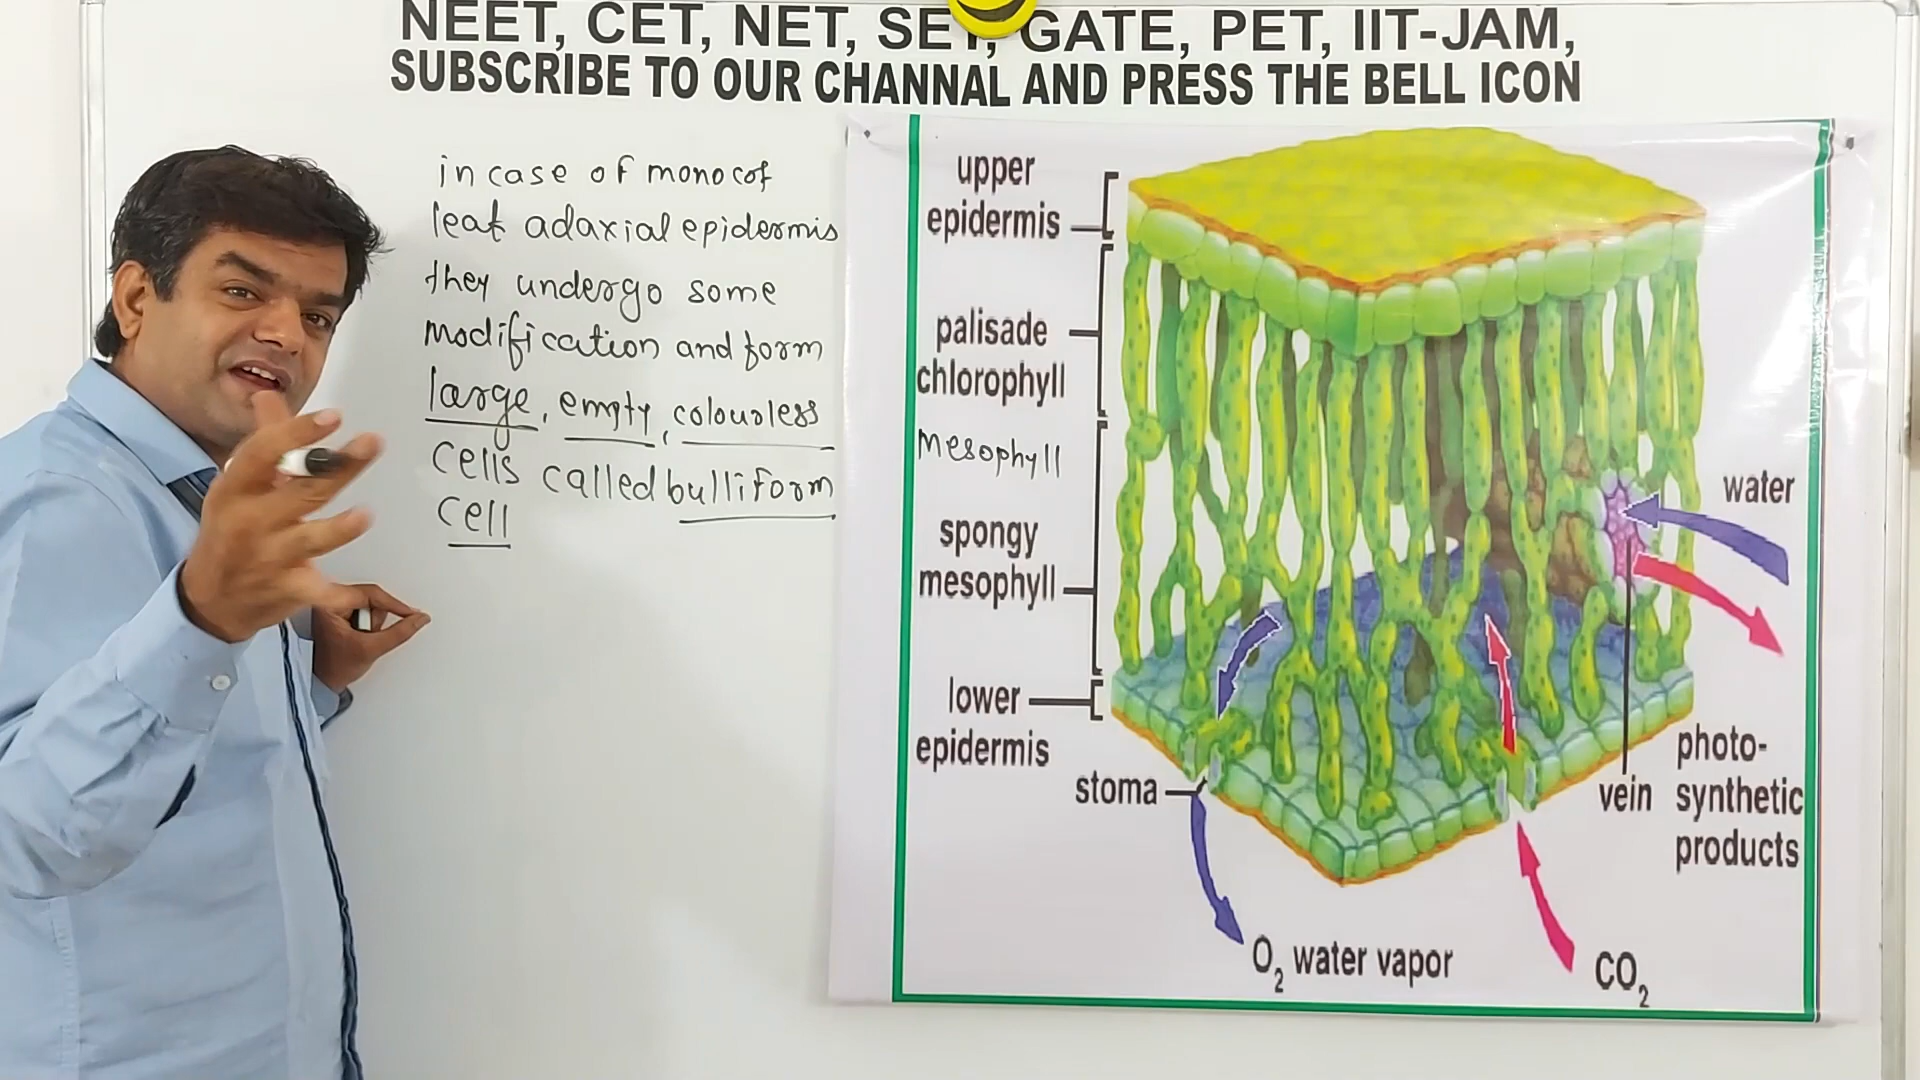 NEET, CET, NET, SET, GATE, PET, IIT-JAM,
SUBSCRIBE TO OUR CHANNAL AND PRESS THE BELL ICON
in case of monocot
leaf adaxial epidermis
they undergo some
modification and form
large, empty, colourless
cells called bulliform
cell
upper
epidermis
palisade
chlorophyll
mesophyll
spongy
mesophyll
lower
epidermis
stoma
water
vein
photo-
synthetic
products
O2 water vapor
CO2